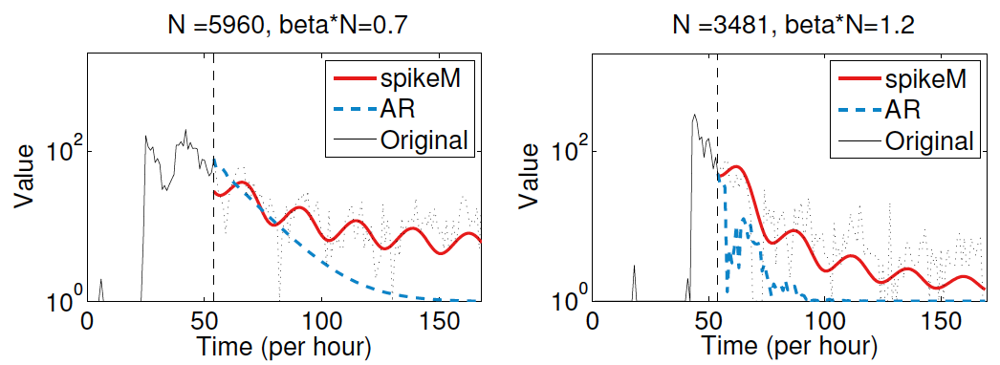 N =5960, beta*N=0.7
spikeM
AR
Original
10^2
10^0
Value
0 50 100 150
Time (per hour)
N =3481, beta*N=1.2
spikeM
AR
Original
10^2
10^0
Value
0 50 100 150
Time (per hour)